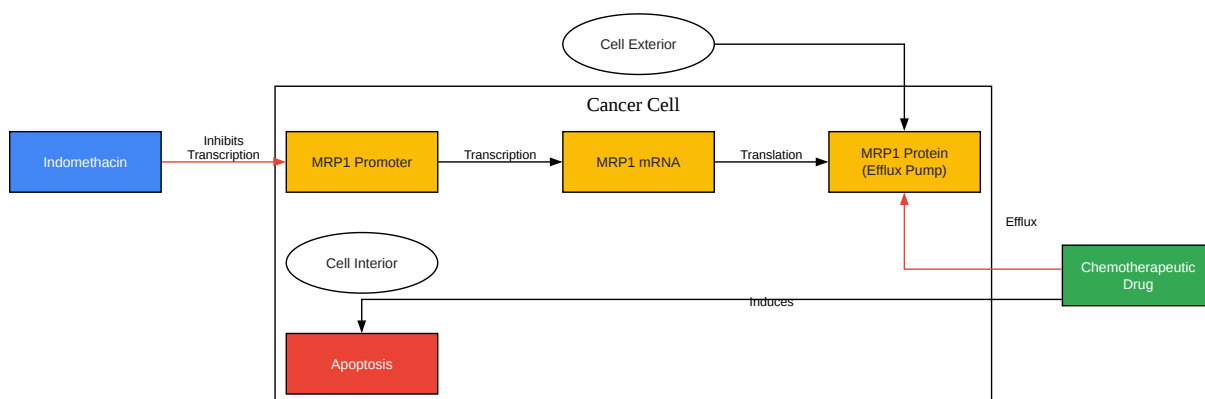 Cell Exterior
Cancer Cell
Indomethacin
Inhibits
Transcription
MRP1 Promoter
Transcription
MRP1 mRNA
Translation
MRP1 Protein
(Efflux Pump)
Efflux
Cell Interior
Chemotherapeutic
Drug
Induces
Apoptosis